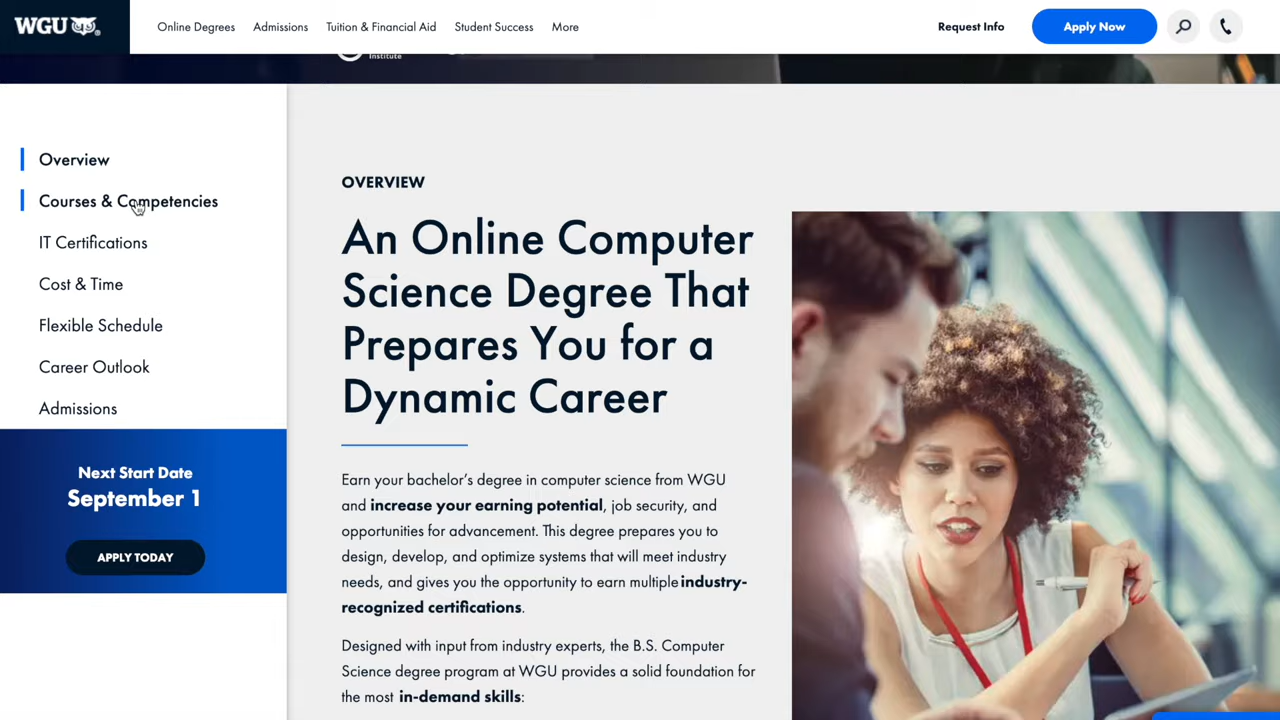 WGU
Online Degrees
Admissions
Tuition & Financial Aid
Student Success
More
Request Info
Apply Now
Institute
Overview
Courses & Competencies
IT Certifications
Cost & Time
Flexible Schedule
Career Outlook
Admissions
Next Start Date
September 1
APPLY TODAY
OVERVIEW
An Online Computer
Science Degree That
Prepares You for a
Dynamic Career
Earn your bachelor’s degree in computer science from WGU
and increase your earning potential, job security, and
opportunities for advancement. This degree prepares you to
design, develop, and optimize systems that will meet industry
needs, and gives you the opportunity to earn multiple industry-
recognized certifications.
Designed with input from industry experts, the B.S. Computer
Science degree program at WGU provides a solid foundation for
the most in-demand skills: